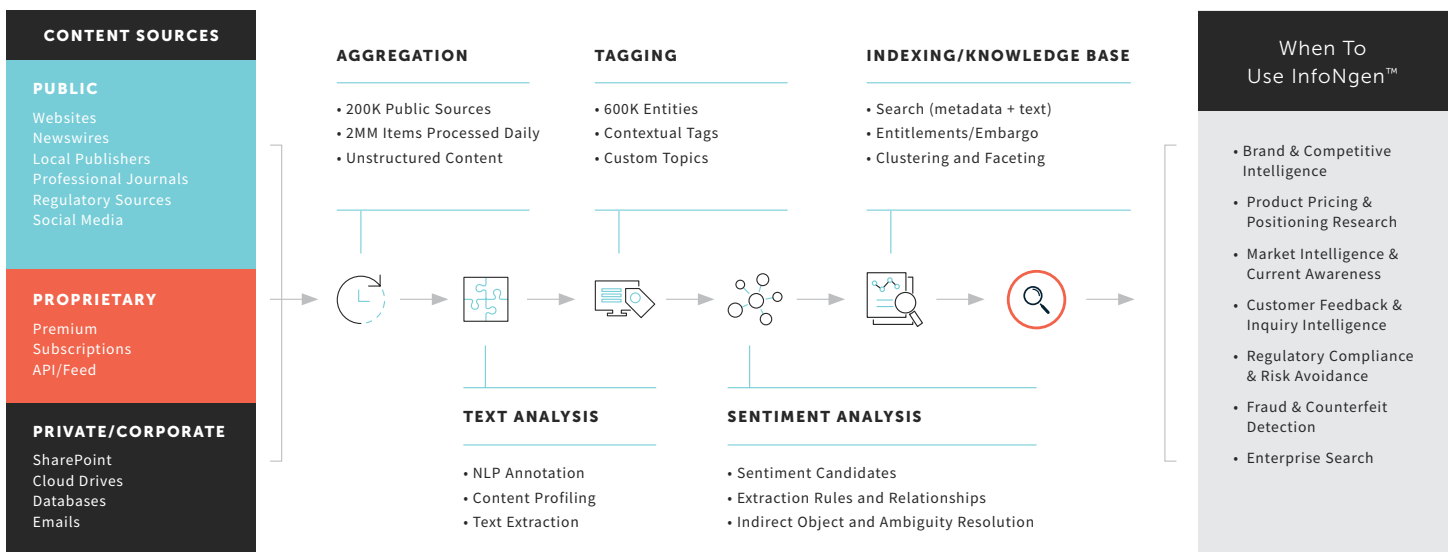 CONTENT SOURCES
PUBLIC
Websites
Newswires
Local Publishers
Professional Journals
Regulatory Sources
Social Media
PROPRIETARY
Premium
Subscriptions
API/Feed
PRIVATE/CORPORATE
SharePoint
Cloud Drives
Databases
Emails
AGGREGATION
• 200K Public Sources
• 2MM Items Processed Daily
• Unstructured Content
TAGGING
• 600K Entities
• Contextual Tags
• Custom Topics
INDEXING/KNOWLEDGE BASE
• Search (metadata + text)
• Entitlements/Embargo
• Clustering and Faceting
TEXT ANALYSIS
• NLP Annotation
• Content Profiling
• Text Extraction
SENTIMENT ANALYSIS
• Sentiment Candidates
• Extraction Rules and Relationships
• Indirect Object and Ambiguity Resolution
When To
Use InfoNgen™
• Brand & Competitive
Intelligence
• Product Pricing &
Positioning Research
• Market Intelligence &
Current Awareness
• Customer Feedback &
Inquiry Intelligence
• Regulatory Compliance
& Risk Avoidance
• Fraud & Counterfeit
Detection
• Enterprise Search